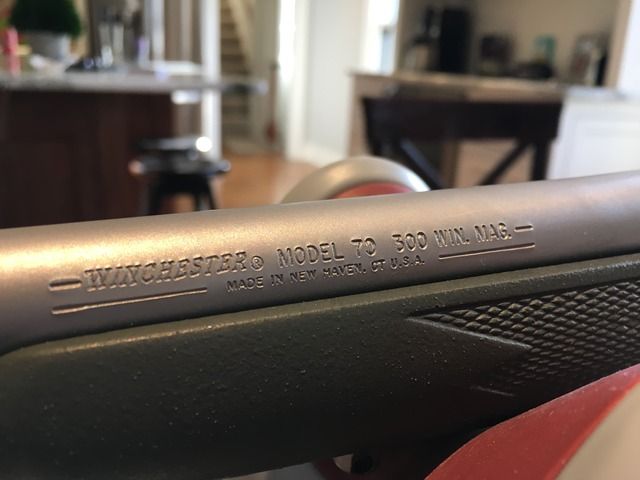 WINCHESTER® MODEL 70 300 WIN. MAG.
MADE IN NEW HAVEN, CT U.S.A.